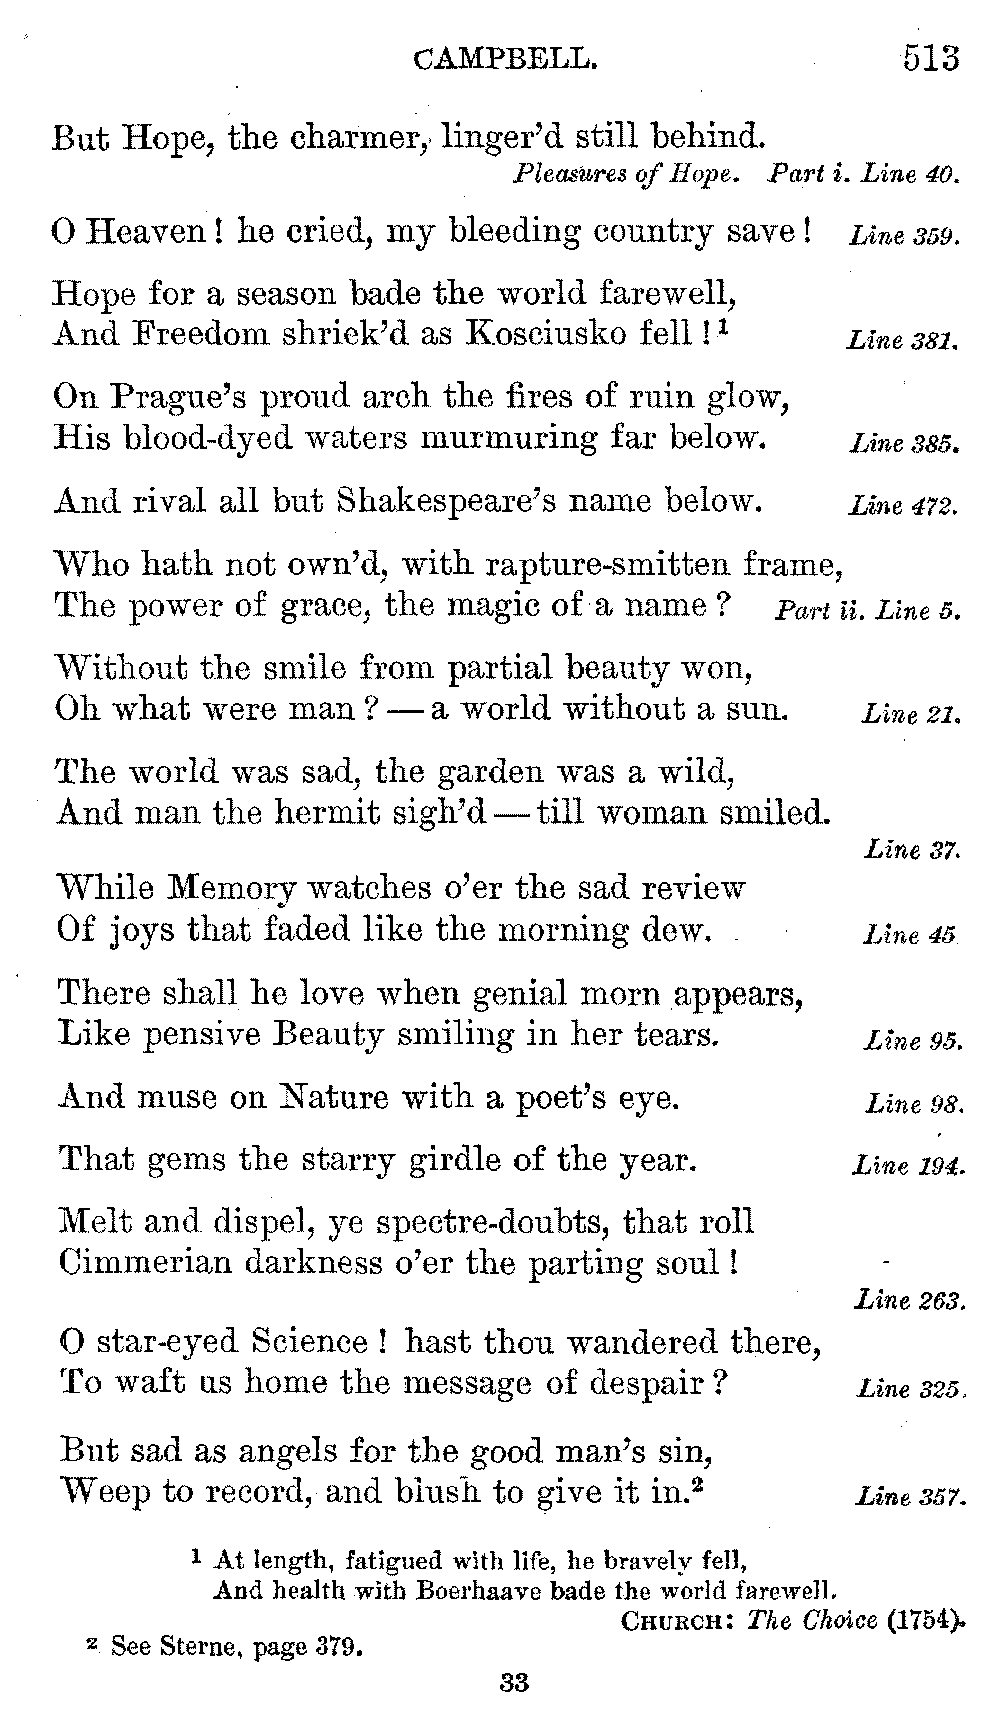 CAMPBELL. 513
But Hope, the charmer, linger'd still behind.
Pleasures of Hope. Part i. Line 40.
O Heaven! he cried, my bleeding country save! Line 359.
Hope for a season bade the world farewell,
And Freedom shriek'd as Kosciusko fell!¹ Line 381.
On Prague's proud arch the fires of ruin glow,
His blood-dyed waters murmuring far below. Line 385.
And rival all but Shakespeare's name below. Line 472.
Who hath not own'd, with rapture-smitten frame,
The power of grace, the magic of a name? Part ii. Line 5.
Without the smile from partial beauty won,
Oh what were man? — a world without a sun. Line 21.
The world was sad, the garden was a wild,
And man the hermit sigh'd — till woman smiled.
Line 37.
While Memory watches o'er the sad review
Of joys that faded like the morning dew. Line 45
There shall he love when genial morn appears,
Like pensive Beauty smiling in her tears. Line 95.
And muse on Nature with a poet's eye. Line 98.
That gems the starry girdle of the year. Line 194.
Melt and dispel, ye spectre-doubts, that roll
Cimmerian darkness o'er the parting soul!
Line 263.
O star-eyed Science! hast thou wandered there,
To waft us home the message of despair? Line 325.
But sad as angels for the good man's sin,
Weep to record, and blush to give it in.² Line 357.
¹ At length, fatigued with life, he bravely fell,
And health with Boerhaave bade the world farewell.
CHURCH: The Choice (1754).
² See Sterne, page 379.
33